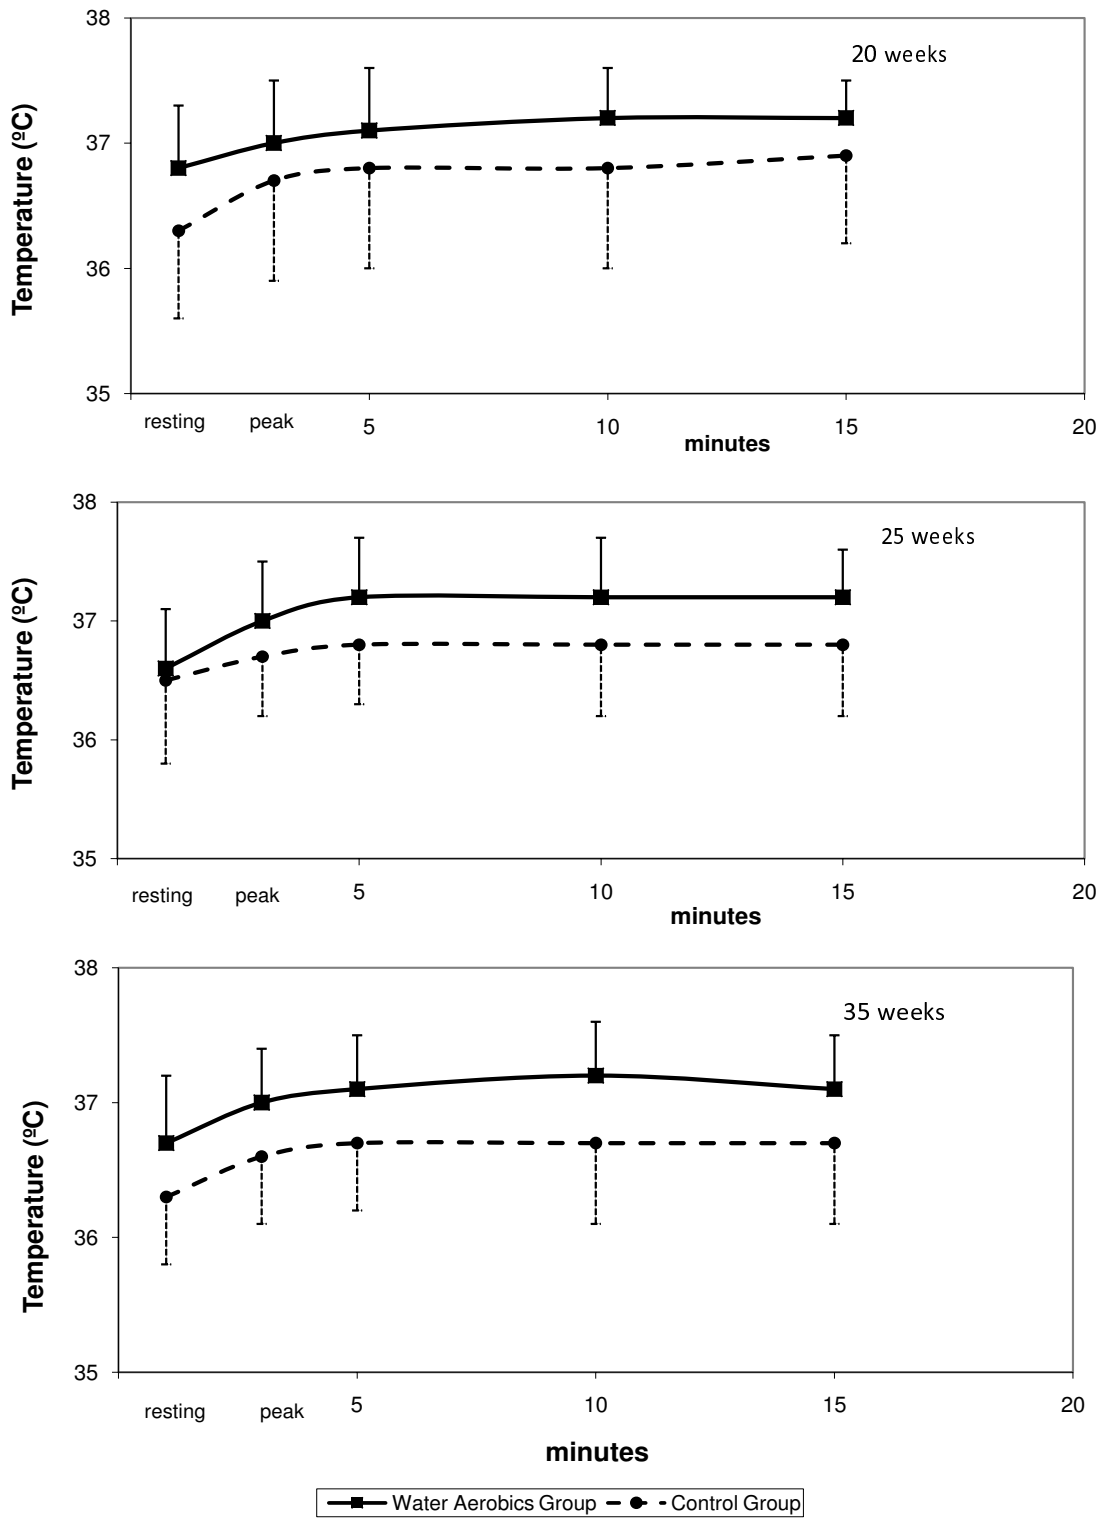 38
20 weeks
37
Temperature (ºC)
36
35
resting peak 5 10 15 20
minutes
38
25 weeks
37
Temperature (ºC)
36
35
resting peak 5 10 15 20
minutes
38
35 weeks
37
Temperature (ºC)
36
35
resting peak 5 10 15 20
minutes
Water Aerobics Group Control Group